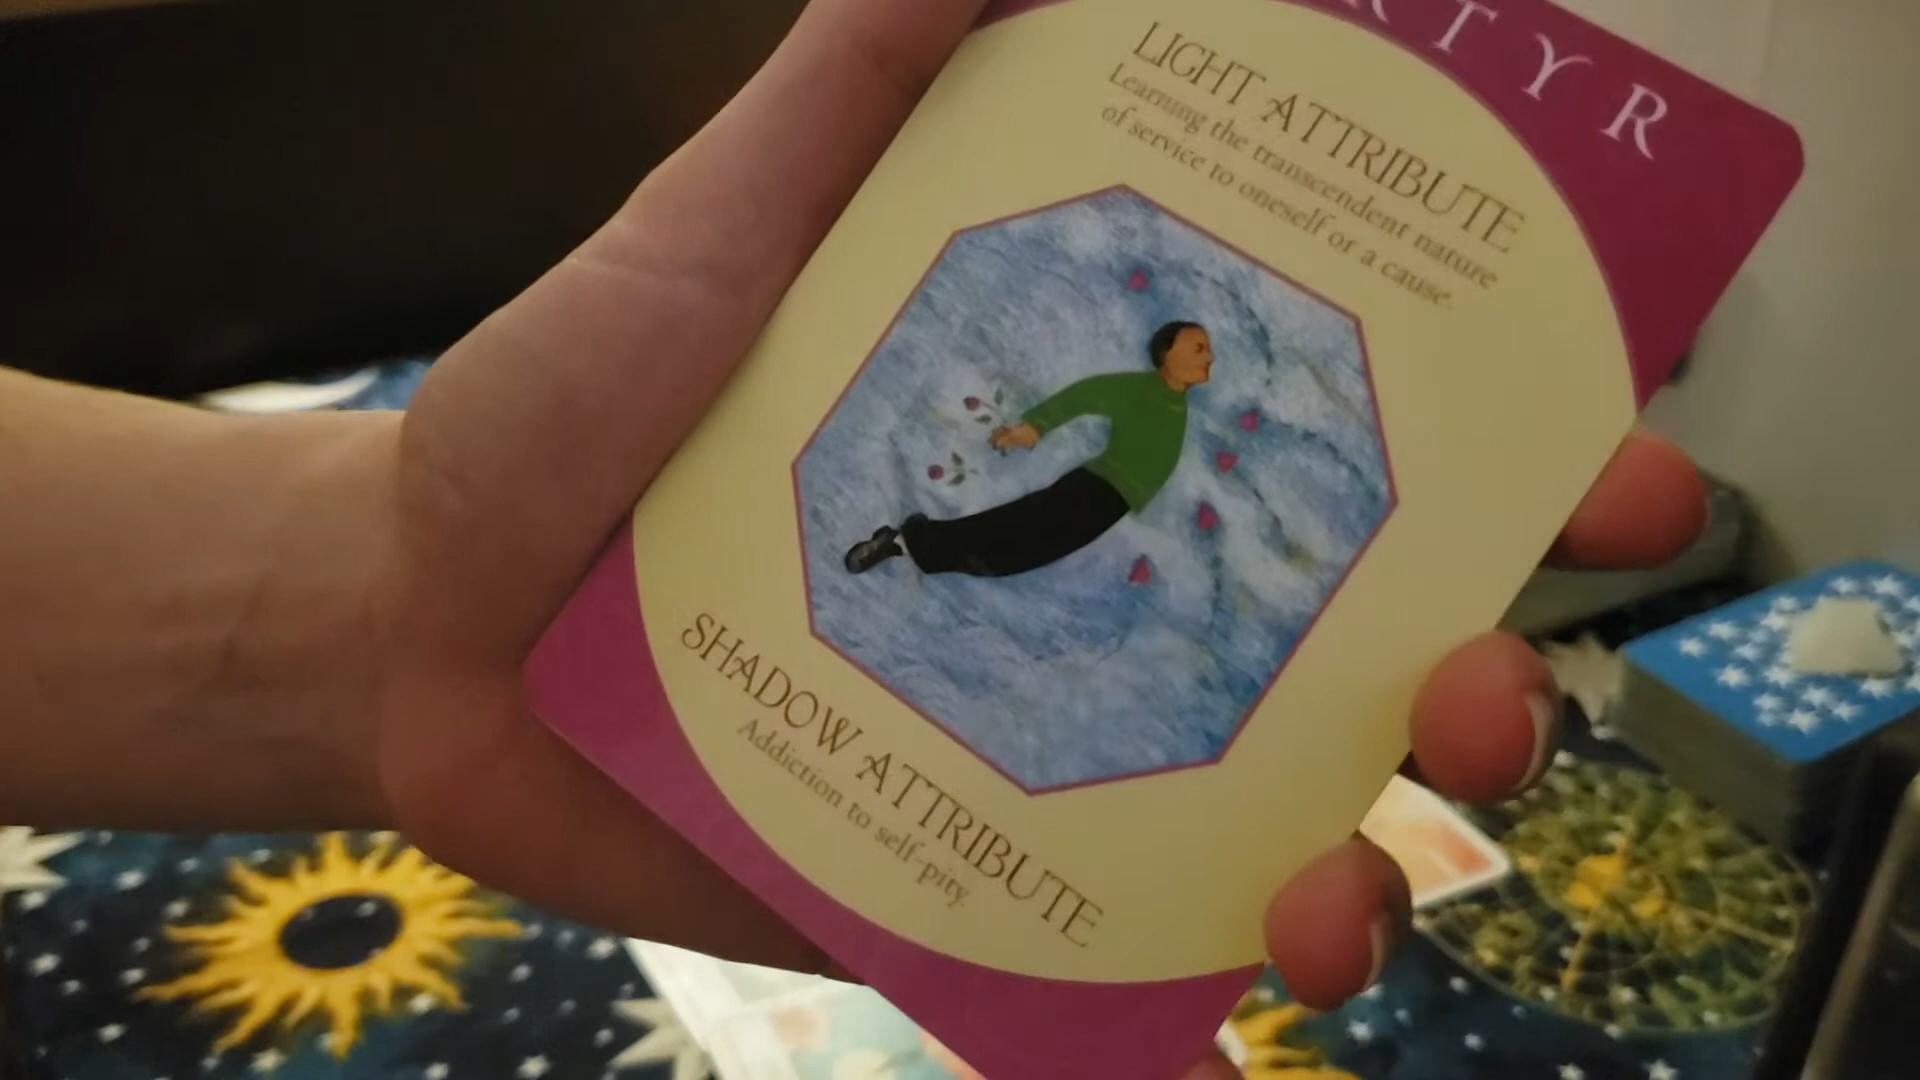 RTYR
LIGHT ATTRIBUTE
Learning the transcendent nature
of service to oneself or a cause.
SHADOW ATTRIBUTE
Addiction to self-pity.